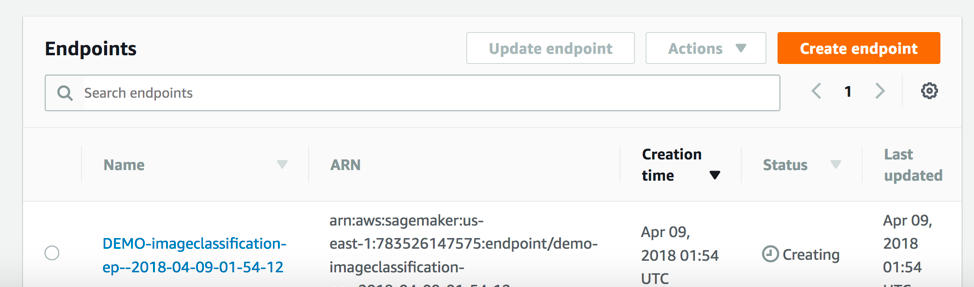 Endpoints
Update endpoint
Actions
Create endpoint
Search endpoints
1
Name
ARN
Creation
time
Status
Last
updated
DEMO-imageclassification-
ep--2018-04-09-01-54-12
arn:aws:sagemaker:us-
east-1:783526147575:endpoint/demo-
imageclassification-
Apr 09,
2018 01:54
UTC
Creating
Apr 09,
2018
01:54